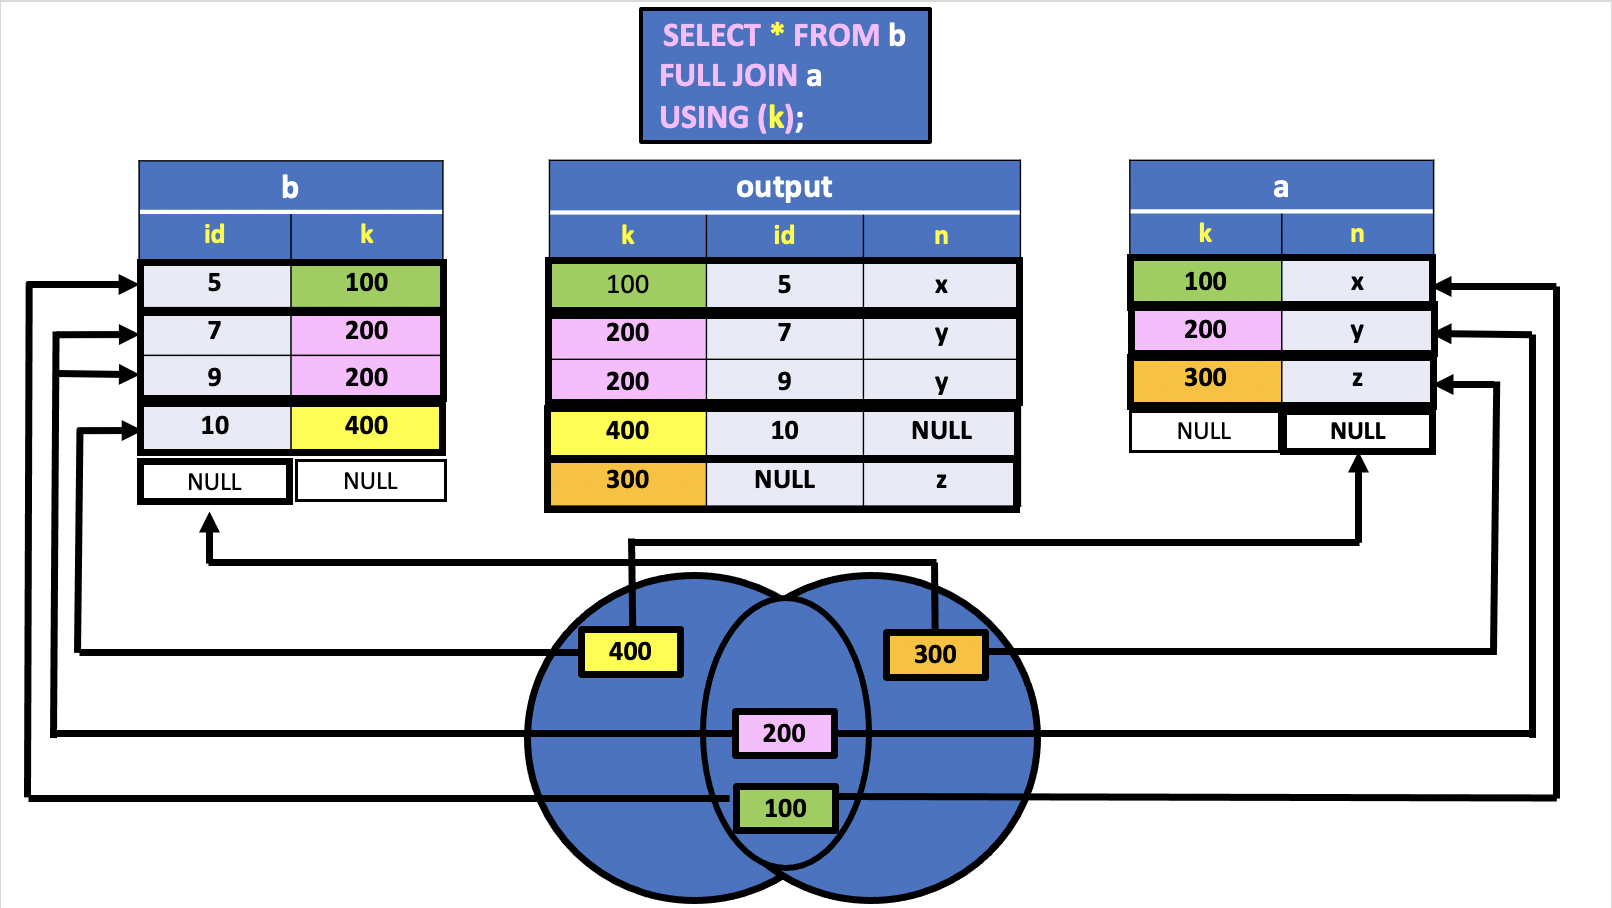 SELECT * FROM b
FULL JOIN a
USING (k);
b
id k
5 100
7 200
9 200
10 400
NULL NULL
output
k id n
100 5 x
200 7 y
200 9 y
400 10 NULL
300 NULL z
a
k n
100 x
200 y
300 z
NULL NULL
400
300
200
100